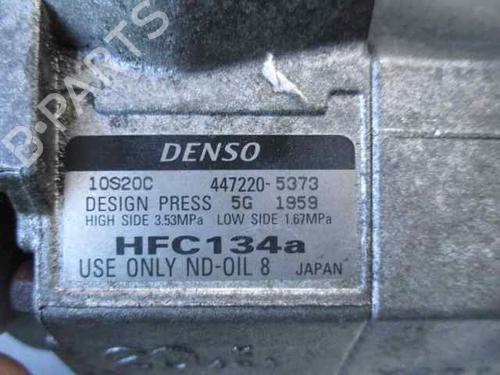 B-PARTS
DENSO
10S20C 447220-5373
DESIGN PRESS 5G 1959
HIGH SIDE 3.53MPa LOW SIDE 1.67MPa
HFC134a
USE ONLY ND-OIL 8 JAPAN